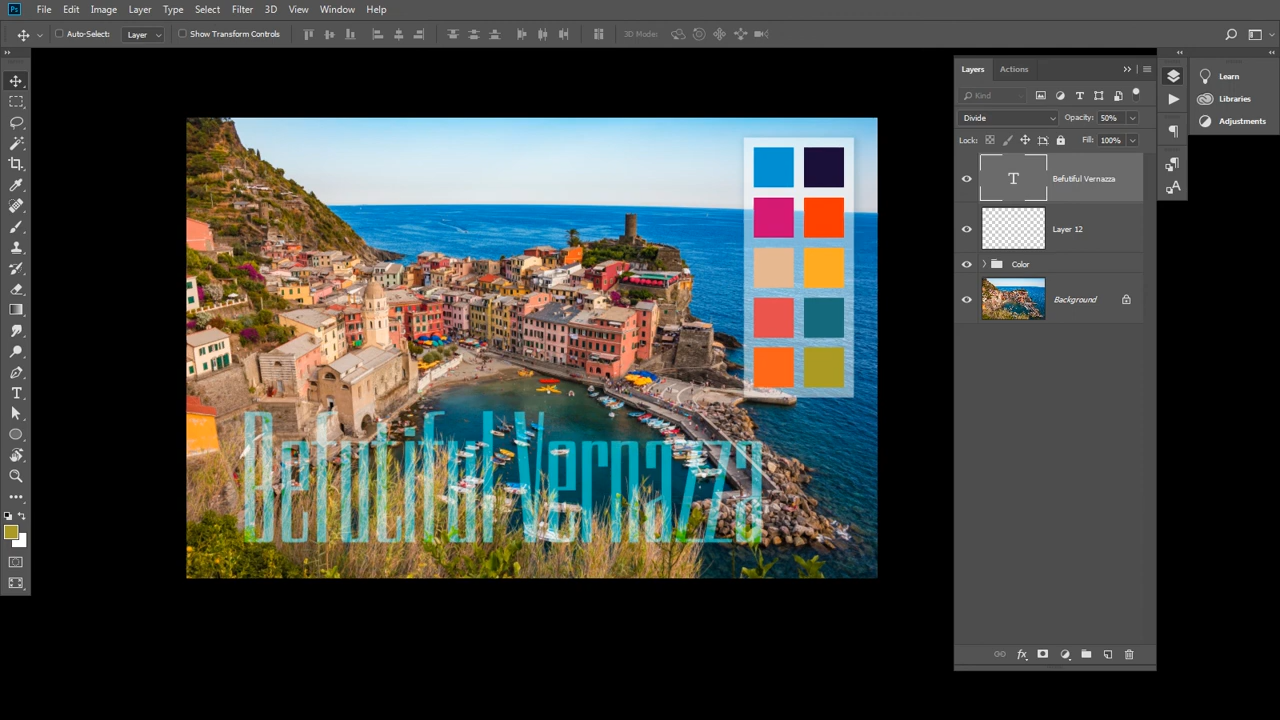 Ps File Edit Image Layer Type Select Filter 3D View Window Help
Auto-Select: Layer Show Transform Controls 3D Mode:
Layers Actions
Learn
Kind T
Libraries
Divide Opacity: 50%
Adjustments
Lock: Fill: 100%
T Befutiful Vernazza
Layer 12
Color
Background
Befutiful Vernazza
fx